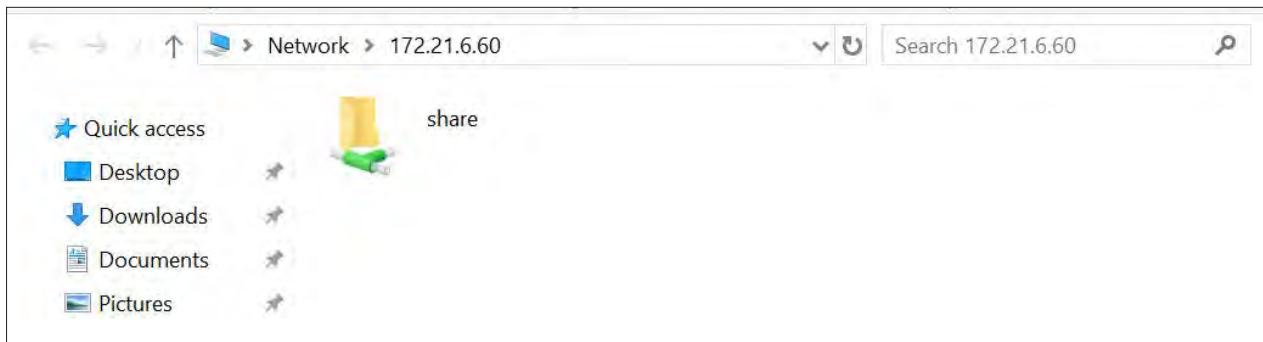 Network > 172.21.6.60
Search 172.21.6.60
Quick access
share
Desktop
Downloads
Documents
Pictures